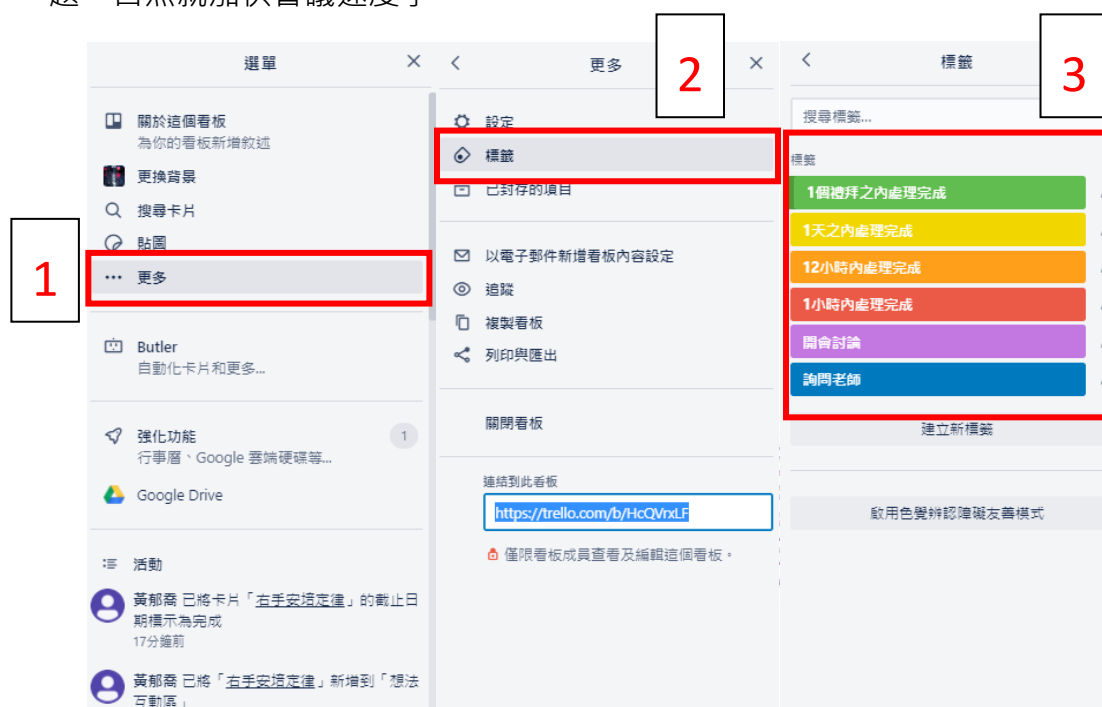 選單
關於這個看板
為你的看板新增敘述
更換背景
搜尋卡片
貼圖
1
更多
Butler
自動化卡片和更多...
強化功能
1
行事曆、Google 雲端硬碟等...
Google Drive
活動
黃郁喬 已將卡片「右手安培定律」的截止日
期標示為完成
17分鐘前
黃郁喬 已將「右手安培定律」新增到「想法
互動區」
更多
2
設定
標籤
已封存的項目
以電子郵件新增看板內容設定
追蹤
複製看板
列印與匯出
關閉看板
連結到此看板
https://trello.com/b/HcQVrxLF
僅限看板成員查看及編輯這個看板。
標籤
3
搜尋標籤...
標籤
1個禮拜之內處理完成
1天之內處理完成
12小時內處理完成
1小時內處理完成
開會討論
詢問老師
建立新標籤
啟用色覺辨認障礙友善模式